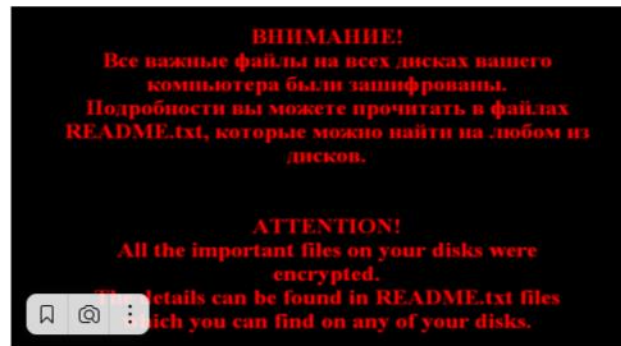 ВНИМАНИЕ!
Все важные файлы на всех дисках вашего
компьютера были зашифрованы.
Подробности вы можете прочитать в файлах
README.txt, которые можно найти на любом из
дисков.
ATTENTION!
All the important files on your disks were
encrypted.
details can be found in README.txt files
you can find on any of your disks.